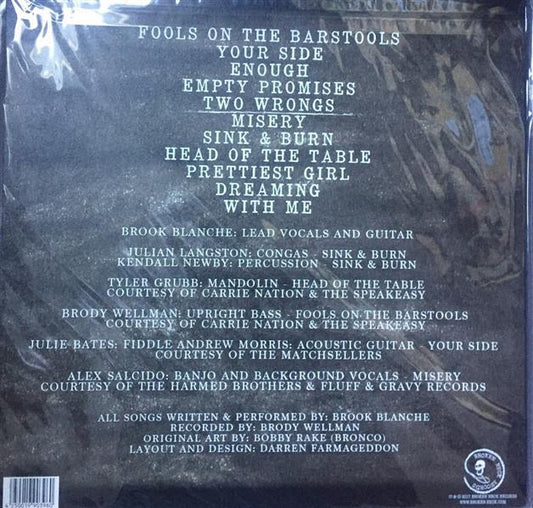 FOOLS ON THE BARSTOOLS
YOUR SIDE
ENOUGH
EMPTY PROMISES
TWO WRONGS
MISERY
SINK & BURN
HEAD OF THE TABLE
PRETTIEST GIRL
DREAMING
WITH ME
BROOK BLANCHE: LEAD VOCALS AND GUITAR
JULIAN LANGSTON: CONGAS - SINK & BURN
KENDALL NEWBY: PERCUSSION - SINK & BURN
TYLER GRUBB: MANDOLIN - HEAD OF THE TABLE
COURTESY OF CARRIE NATION & THE SPEAKEASY
BRODY WELLMAN: UPRIGHT BASS - FOOLS ON THE BARSTOOLS
COURTESY OF CARRIE NATION & THE SPEAKEASY
JULIE BATES: FIDDLE ANDREW MORRIS: ACOUSTIC GUITAR - YOUR SIDE
COURTESY OF THE MATCHSELLERS
ALEX SALCIDO: BANJO AND BACKGROUND VOCALS - MISERY
COURTESY OF THE HARMED BROTHERS & FLUFF & GRAVY RECORDS
ALL SONGS WRITTEN & PERFORMED BY: BROOK BLANCHE
RECORDED BY: BRODY WELLMAN
ORIGINAL ART BY: BOBBY RAKE (BRONCO)
LAYOUT AND DESIGN: DARREN FARMAGEDDON